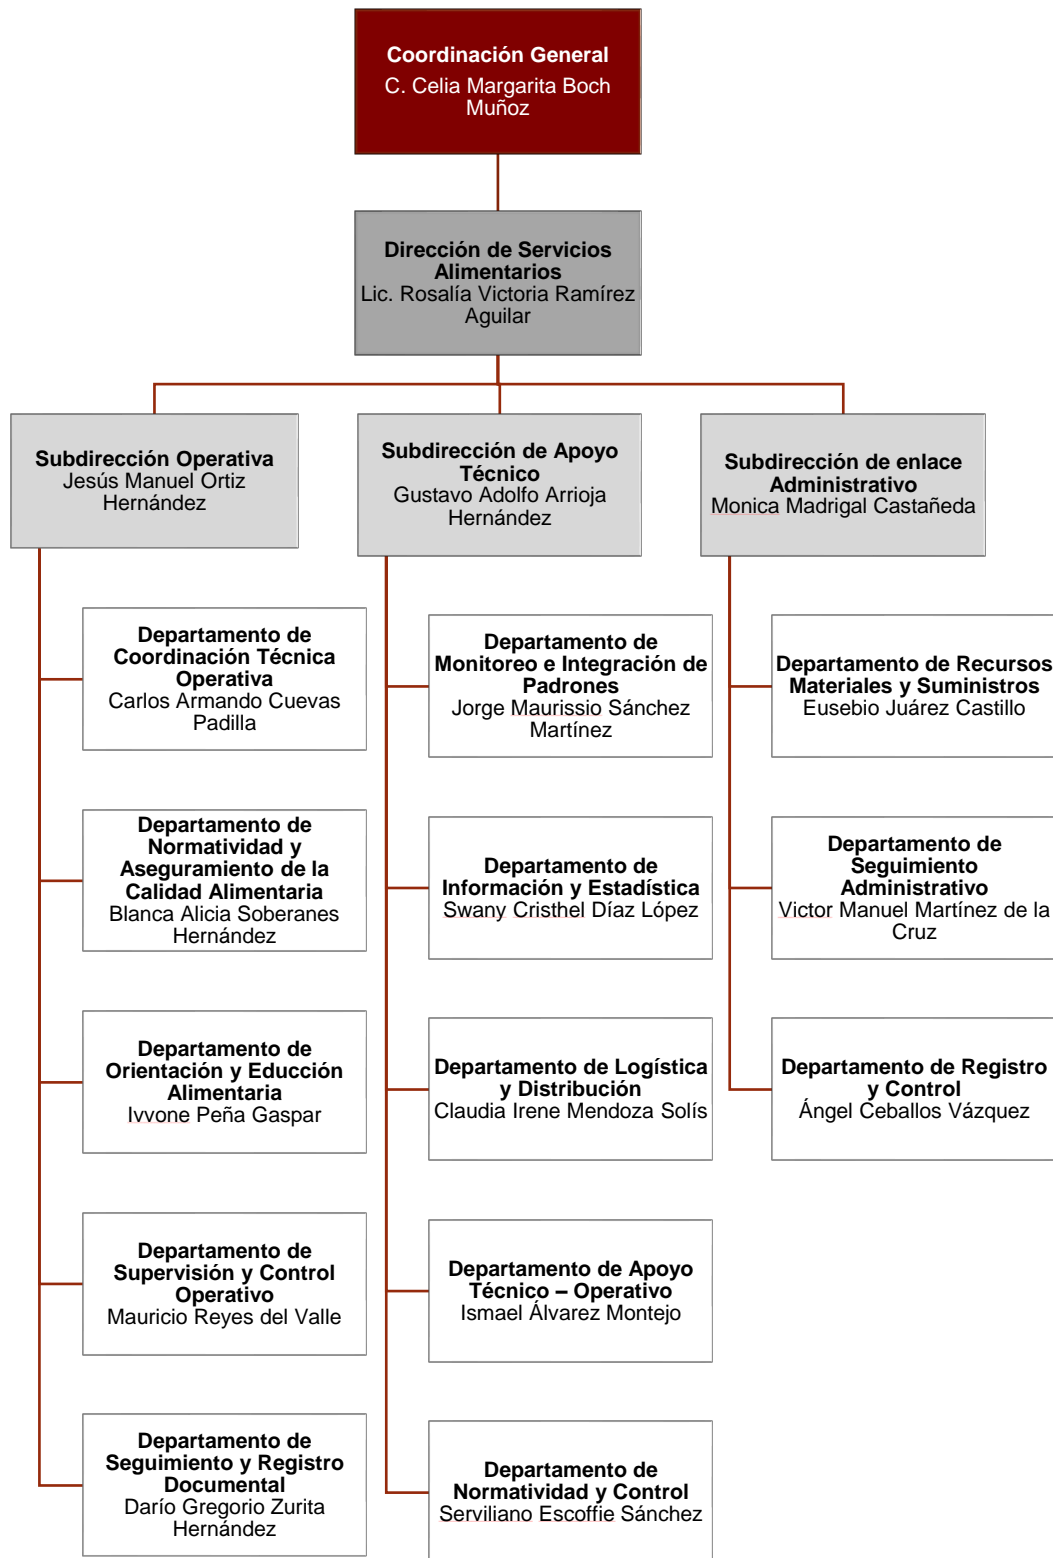 Coordinación General
C. Celia Margarita Boch
Muñoz
Dirección de Servicios
Alimentarios
Lic. Rosalía Victoria Ramírez
Aguilar
Subdirección Operativa
Jesús Manuel Ortiz
Hernández
Departamento de
Coordinación Técnica
Operativa
Carlos Armando Cuevas
Padilla
Departamento de
Normatividad y
Aseguramiento de la
Calidad Alimentaria
Blanca Alicia Soberanes
Hernández
Departamento de
Orientación y Educción
Alimentaria
Ivvone Peña Gaspar
Departamento de
Supervisión y Control
Operativo
Mauricio Reyes del Valle
Departamento de
Seguimiento y Registro
Documental
Darío Gregorio Zurita
Hernández
Subdirección de Apoyo
Técnico
Gustavo Adolfo Arrioja
Hernández
Departamento de
Monitoreo e Integración de
Padrones
Jorge Maurissio Sánchez
Martínez
Departamento de
Información y Estadística
Swany Cristhel Díaz López
Departamento de Logística
y Distribución
Claudia Irene Mendoza Solís
Departamento de Apoyo
Técnico – Operativo
Ismael Álvarez Montejo
Departamento de
Normatividad y Control
Serviliano Escoffie Sánchez
Subdirección de enlace
Administrativo
Monica Madrigal Castañeda
Departamento de Recursos
Materiales y Suministros
Eusebio Juárez Castillo
Departamento de
Seguimiento
Administrativo
Victor Manuel Martínez de la
Cruz
Departamento de Registro
y Control
Ángel Ceballos Vázquez